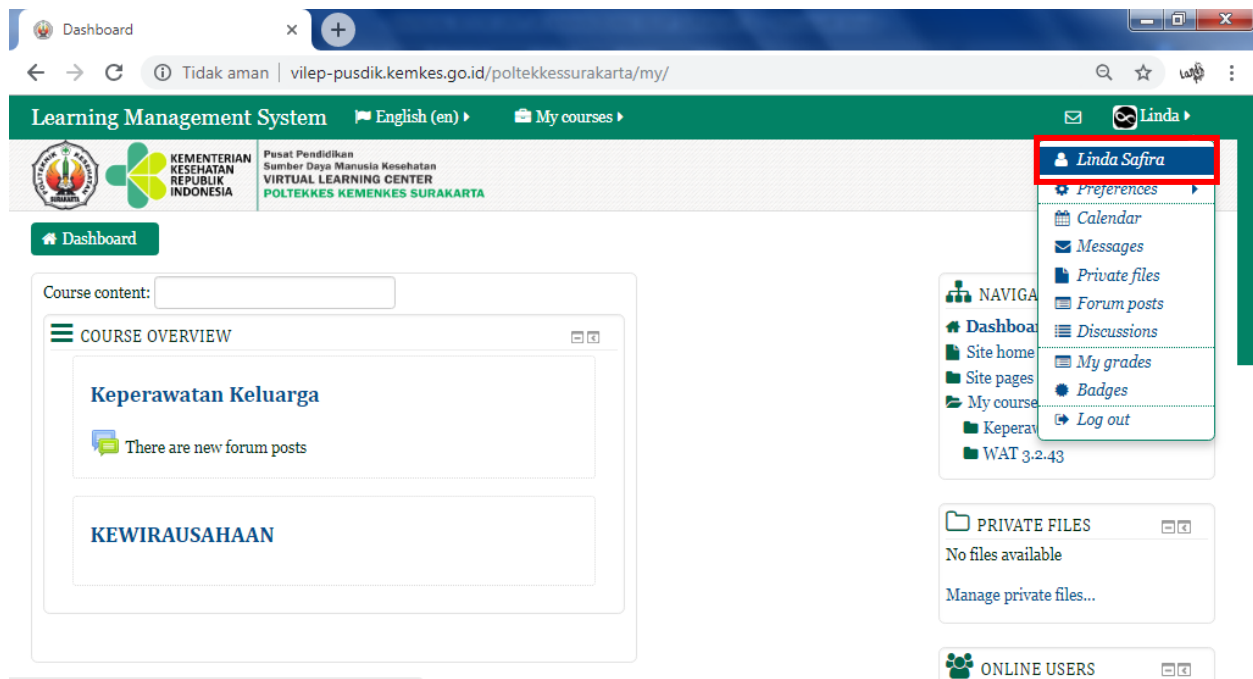 Dashboard
Tidak aman | vilep-pusdik.kemkes.go.id/poltekkessurakarta/my/
Learning Management System English (en) My courses Linda
KEMENTERIAN
KESEHATAN
REPUBLIK
INDONESIA
Pusat Pendidikan
Sumber Daya Manusia Kesehatan
VIRTUAL LEARNING CENTER
POLTEKKES KEMENKES SURAKARTA
SURAKARTA
Linda Safira
Preferences
Calendar
Messages
Private files
Forum posts
Discussions
My grades
Badges
Log out
Dashboard
Course content:
COURSE OVERVIEW
Keperawatan Keluarga
There are new forum posts
KEWIRAUSAHAAN
NAVIGA
Dashboa
Site home
Site pages
My course
Kepera
WAT 3.2.43
PRIVATE FILES
No files available
Manage private files...
ONLINE USERS